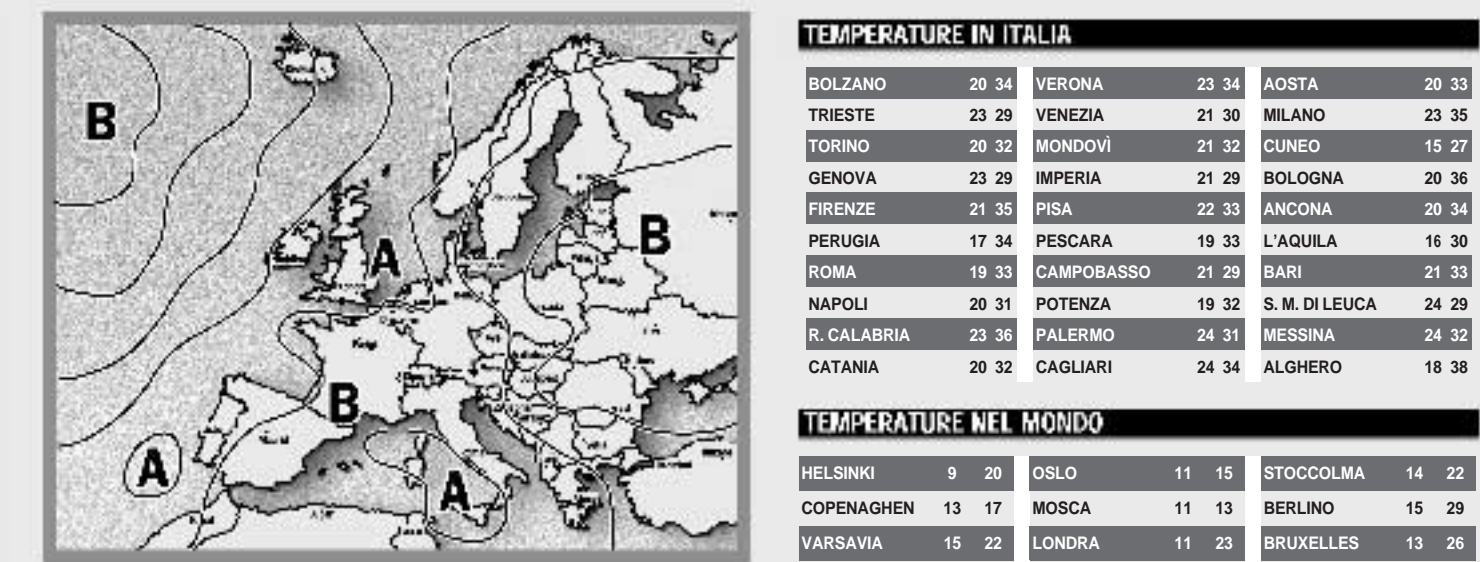 B
A
B
B
A
A
TEMPERATURE IN ITALIA
BOLZANO 20 34 VERONA 23 34 AOSTA 20 33
TRIESTE 23 29 VENEZIA 21 30 MILANO 23 35
TORINO 20 32 MONDOVÌ 21 32 CUNEO 15 27
GENOVA 23 29 IMPERIA 21 29 BOLOGNA 20 36
FIRENZE 21 35 PISA 22 33 ANCONA 20 34
PERUGIA 17 34 PESCARA 19 33 L'AQUILA 16 30
ROMA 19 33 CAMPOBASSO 21 29 BARI 21 33
NAPOLI 20 31 POTENZA 19 32 S. M. DI LEUCA 24 29
R. CALABRIA 23 36 PALERMO 24 31 MESSINA 24 32
CATANIA 20 32 CAGLIARI 24 34 ALGHERO 18 38
TEMPERATURE NEL MONDO
HELSINKI 9 20 OSLO 11 15 STOCCOLMA 14 22
COPENAGHEN 13 17 MOSCA 11 13 BERLINO 15 29
VARSAVIA 15 22 LONDRA 11 23 BRUXELLES 13 26